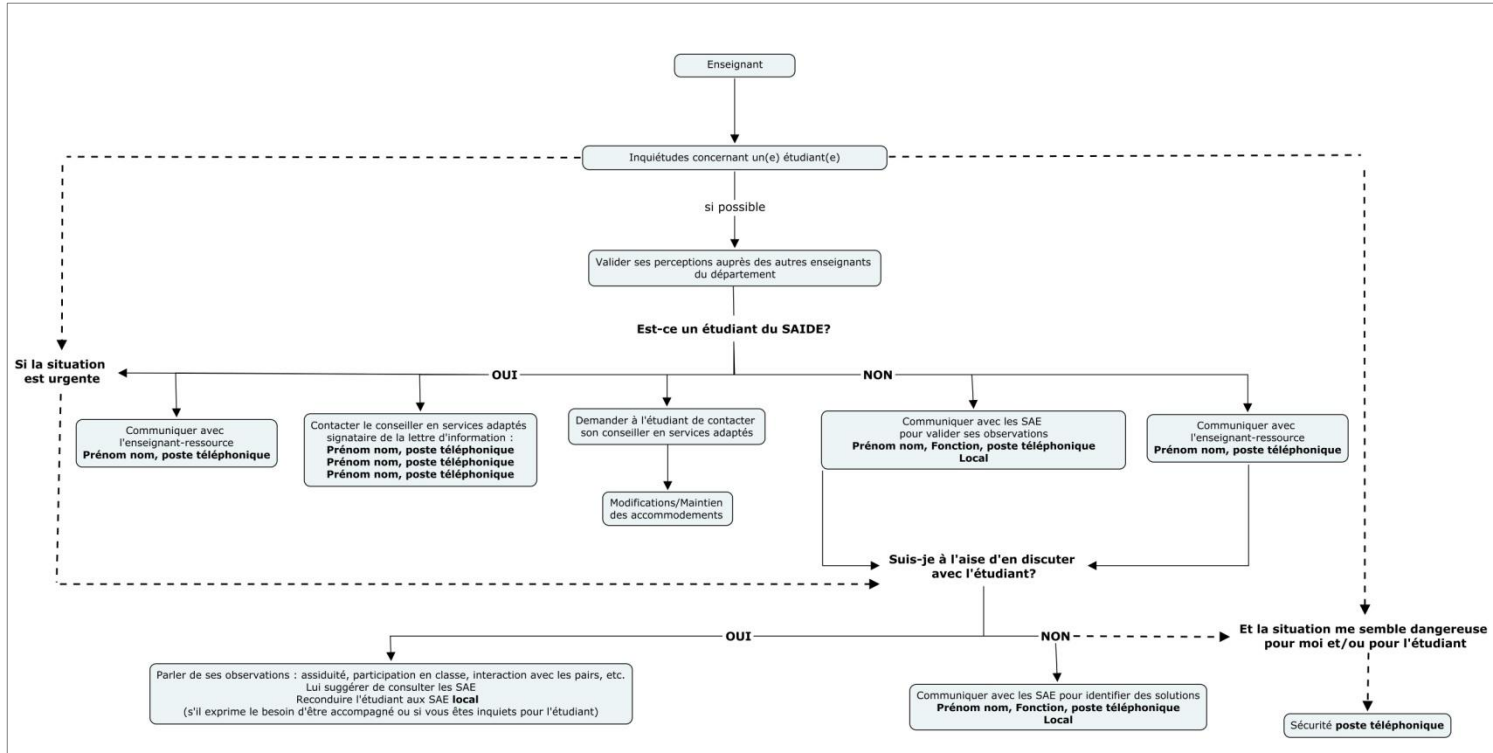 Enseignant
Inquiétudes concernant un(e) étudiant(e)
si possible
Valider ses perceptions auprès des autres enseignants
du département
Est-ce un étudiant du SAIDE?
Si la situation
est urgente
OUI
NON
Communiquer avec
l'enseignant-ressource
Prénom nom, poste téléphonique
Contacter le conseiller en services adaptés
signataire de la lettre d'information :
Prénom nom, poste téléphonique
Prénom nom, poste téléphonique
Prénom nom, poste téléphonique
Demander à l'étudiant de contacter
son conseiller en services adaptés
Communiquer avec les SAE
pour valider ses observations
Prénom nom, Fonction, poste téléphonique
Local
Communiquer avec
l'enseignant-ressource
Prénom nom, poste téléphonique
Modifications/Maintien
des accommodements
Suis-je à l'aise d'en discuter
avec l'étudiant?
OUI
NON
Et la situation me semble dangereuse
pour moi et/ou pour l'étudiant
Parler de ses observations : assiduité, participation en classe, interaction avec les pairs, etc.
Lui suggérer de consulter les SAE
Reconduire l'étudiant aux SAE local
(s'il exprime le besoin d'être accompagné ou si vous êtes inquiets pour l'étudiant)
Communiquer avec les SAE pour identifier des solutions
Prénom nom, Fonction, poste téléphonique
Local
Sécurité poste téléphonique